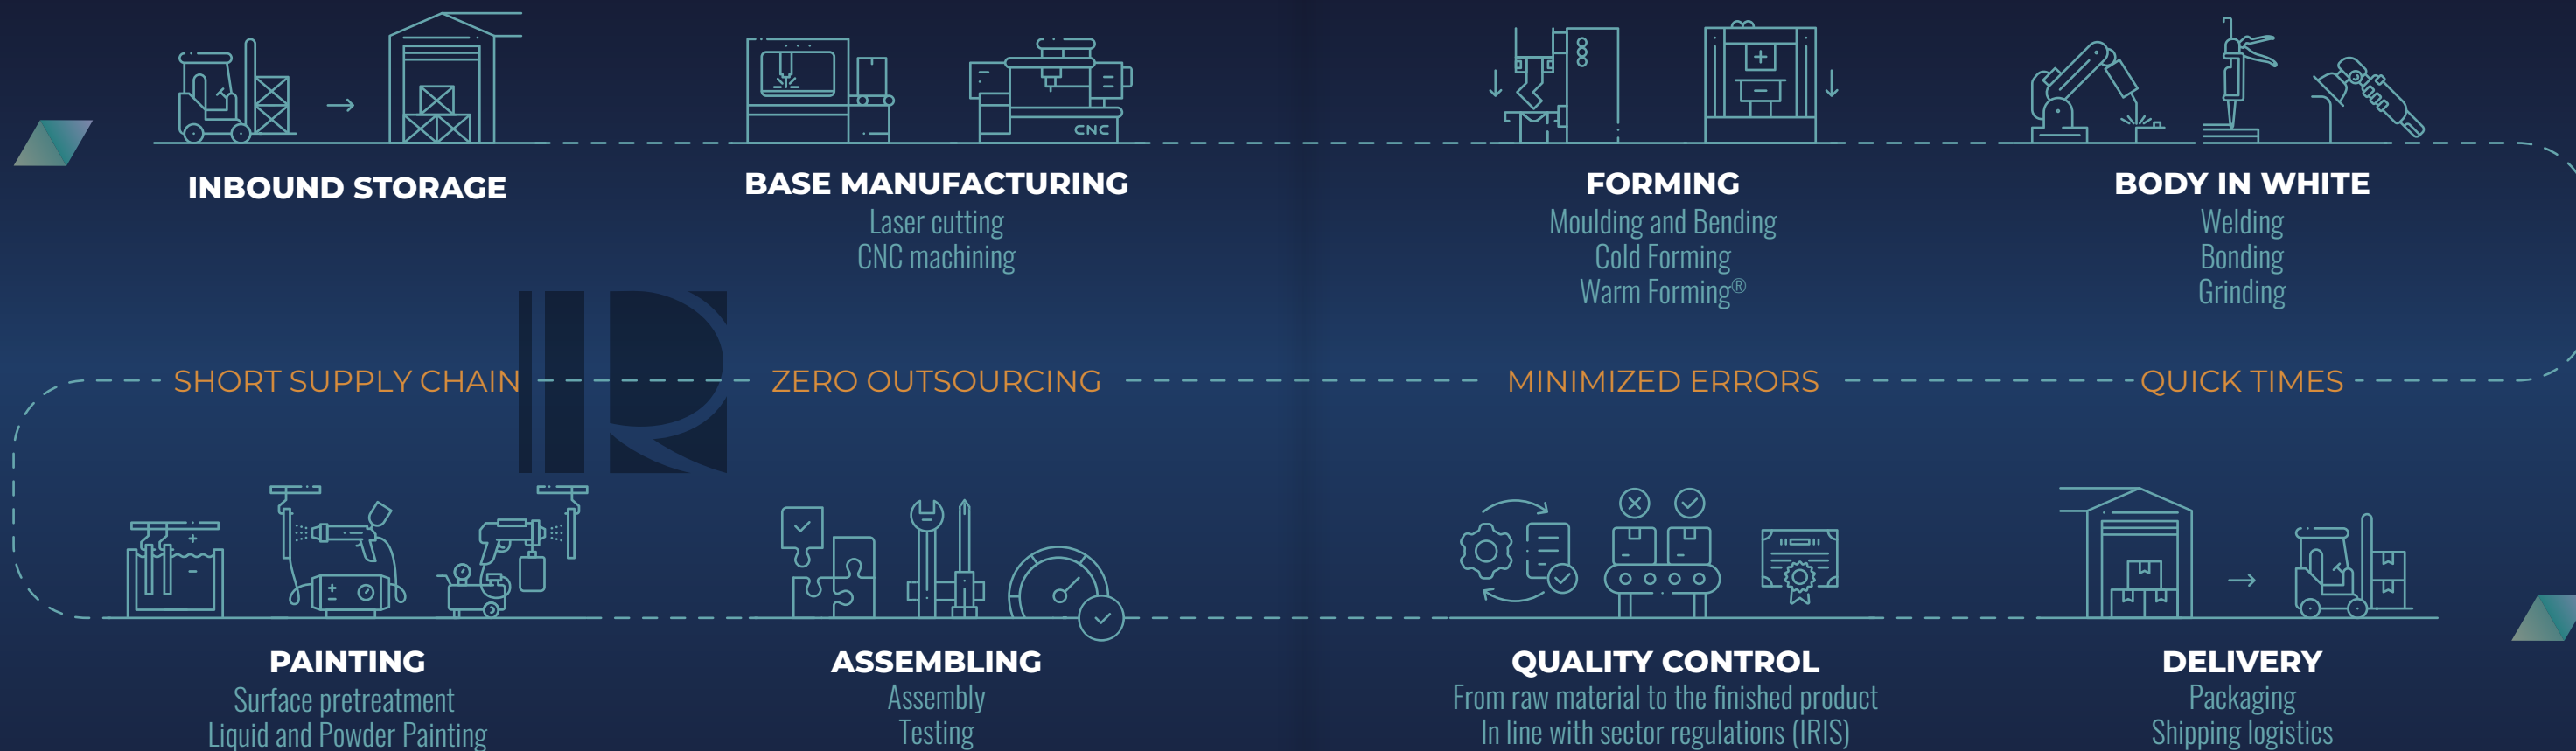 CNC
INBOUND STORAGE
BASE MANUFACTURING
Laser cutting
CNC machining
FORMING
Moulding and Bending
Cold Forming
Warm Forming®
BODY IN WHITE
Welding
Bonding
Grinding
SHORT SUPPLY CHAIN
ZERO OUTSOURCING
MINIMIZED ERRORS
QUICK TIMES
PAINTING
Surface pretreatment
Liquid and Powder Painting
ASSEMBLING
Assembly
Testing
QUALITY CONTROL
From raw material to the finished product
In line with sector regulations (IRIS)
DELIVERY
Packaging
Shipping logistics